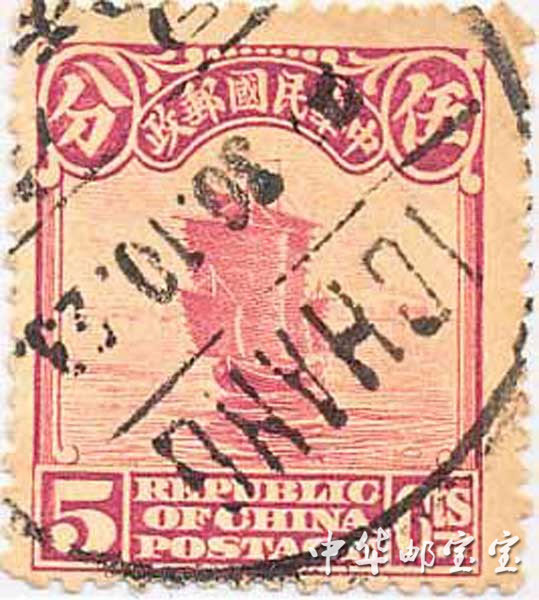 伍分
中華民國郵政
ICHANG
5
REPUBLIC
OF CHINA
POSTAGE
CTS
中华邮宝宝